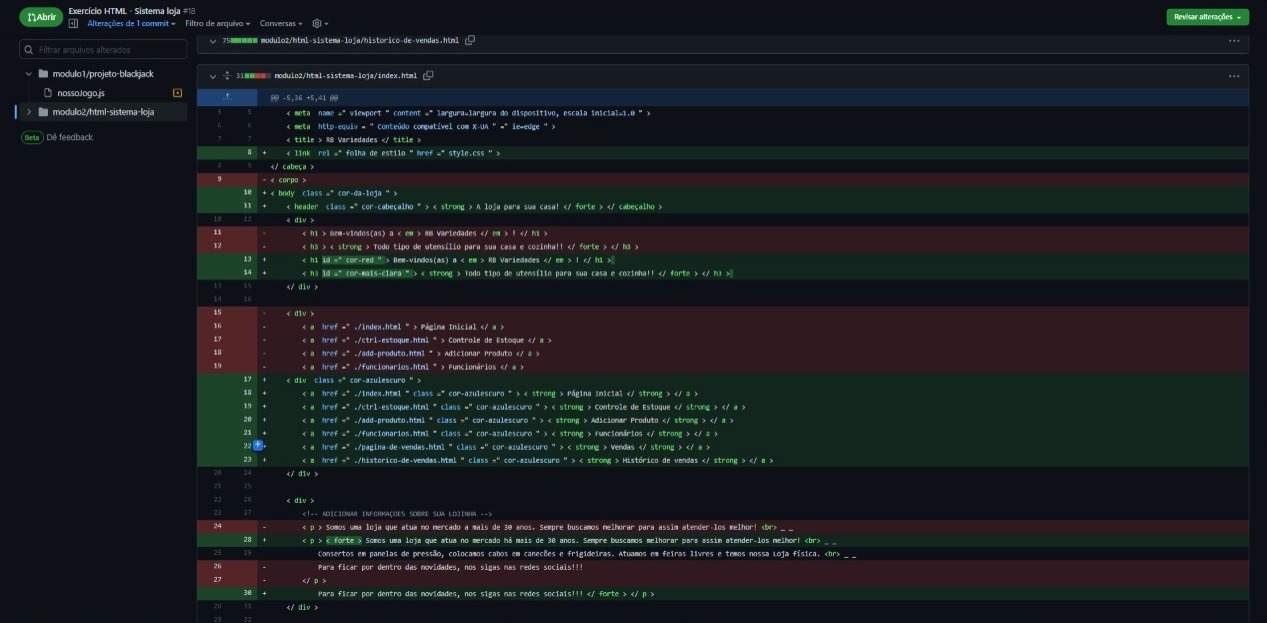 Abrir
Exercício HTML - Sistema loja #18
Alterações de 1 commit
Filtro de arquivo
Conversas
Revisar alterações
Filtrar arquivos alterados
modulo1/projeto-blackjack
nossoJogo.js
modulo2/html-sistema-loja
Beta Dê feedback
75 modulo2/html-sistema-loja/historico-de-vendas.html
31 modulo2/html-sistema-loja/index.html
@@ -5,36 +5,41 @@
5 5 < meta name =" viewport " content =" largura=largura do dispositivo, escala inicial=1.0 " >
6 6 < meta http-equiv = " Conteúdo compatível com X-UA " =" ie=edge " >
7 7 < title > RB Variedades </ title >
8 + < link rel =" folha de estilo " href =" style.css " >
8 9 </ cabeça >
9 - < corpo >
10 + < body class =" cor-da-loja " >
11 + < header class =" cor-cabeçalho " > < strong > A loja para sua casa! </ forte > </ cabeçalho >
10 12 < div >
11 - < h1 > Bem-vindos(as) a < em > RB Variedades </ em > ! </ h1 >
12 - < h3 > < strong > Todo tipo de utensílio para sua casa e cozinha!! </ forte > </ h3 >
13 + < h1 id =" cor-red " > Bem-vindos(as) a < em > RB Variedades </ em > ! </ h1 >
14 + < h3 id =" cor-mais-clara " > < strong > Todo tipo de utensílio para sua casa e cozinha!! </ forte > </ h3 >
13 15 </ div >
14 16
15 - < div >
16 - < a href =" ./index.html " > Página Inicial </ a >
17 - < a href =" ./ctrl-estoque.html " > Controle de Estoque </ a >
18 - < a href =" ./add-produto.html " > Adicionar Produto </ a >
19 - < a href =" ./funcionarios.html " > Funcionários </ a >
17 + < div class =" cor-azulescuro " >
18 + < a href =" ./index.html " class =" cor-azulescuro " > < strong > Página Inicial </ strong > </ a >
19 + < a href =" ./ctrl-estoque.html " class =" cor-azulescuro " > < strong > Controle de Estoque </ strong > </ a >
20 + < a href =" ./add-produto.html " class =" cor-azulescuro " > < strong > Adicionar Produto </ strong > </ a >
21 + < a href =" ./funcionarios.html " class =" cor-azulescuro " > < strong > Funcionários </ strong > </ a >
22 + < a href =" ./pagina-de-vendas.html " class =" cor-azulescuro " > < strong > Vendas </ strong > </ a >
23 + < a href =" ./historico-de-vendas.html " class =" cor-azulescuro " > < strong > Histórico de vendas </ strong > </ a >
20 24 </ div >
21 25
22 26 < div >
23 27 <!-- ADICIONAR INFORMAÇÕES SOBRE SUA LOJINHA -->
24 - < p > Somos uma loja que atua no mercado a mais de 30 anos. Sempre buscamos melhorar para assim atender-los melhor! <br> _ _
28 + < p > < forte > Somos uma loja que atua no mercado há mais de 30 anos. Sempre buscamos melhorar para assim atender-los melhor! <br> _ _
25 29 Consertos em panelas de pressão, colocamos cabos em canecões e frigideiras. Atuamos em feiras livres e temos nossa Loja física. <br> _ _
26 - Para ficar por dentro das novidades, nos sigas nas redes sociais!!!
27 - </ p >
30 + Para ficar por dentro das novidades, nos sigas nas redes sociais!!! </ forte > </ p >
28 31 </ div >
29 32